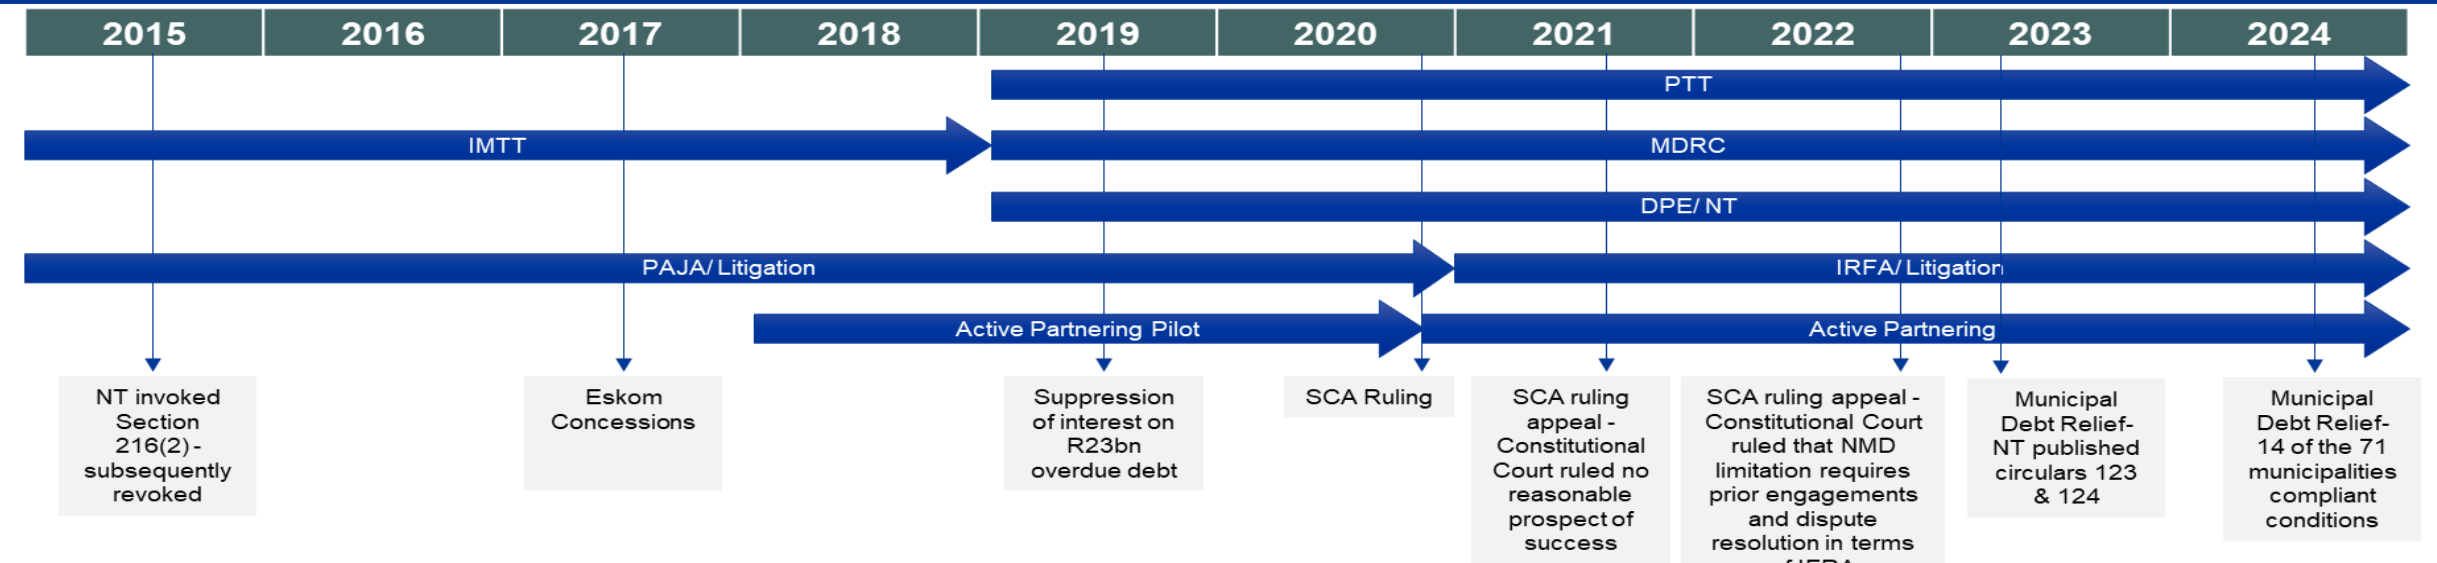 2015 2016 2017 2018 2019 2020 2021 2022 2023 2024
PTT
IMTT
MDRC
DPE/ NT
PAJA/ Litigation
IRFA/ Litigation
Active Partnering Pilot
Active Partnering
NT invoked
Section
216(2) -
subsequently
revoked
Eskom
Concessions
Suppression
of interest on
R23bn
overdue debt
SCA Ruling
SCA ruling
appeal -
Constitutional
Court ruled no
reasonable
prospect of
success
SCA ruling appeal -
Constitutional Court
ruled that NMD
limitation requires
prior engagements
and dispute
resolution in terms
Municipal
Debt Relief-
NT published
circulars 123
& 124
Municipal
Debt Relief-
14 of the 71
municipalities
compliant
conditions